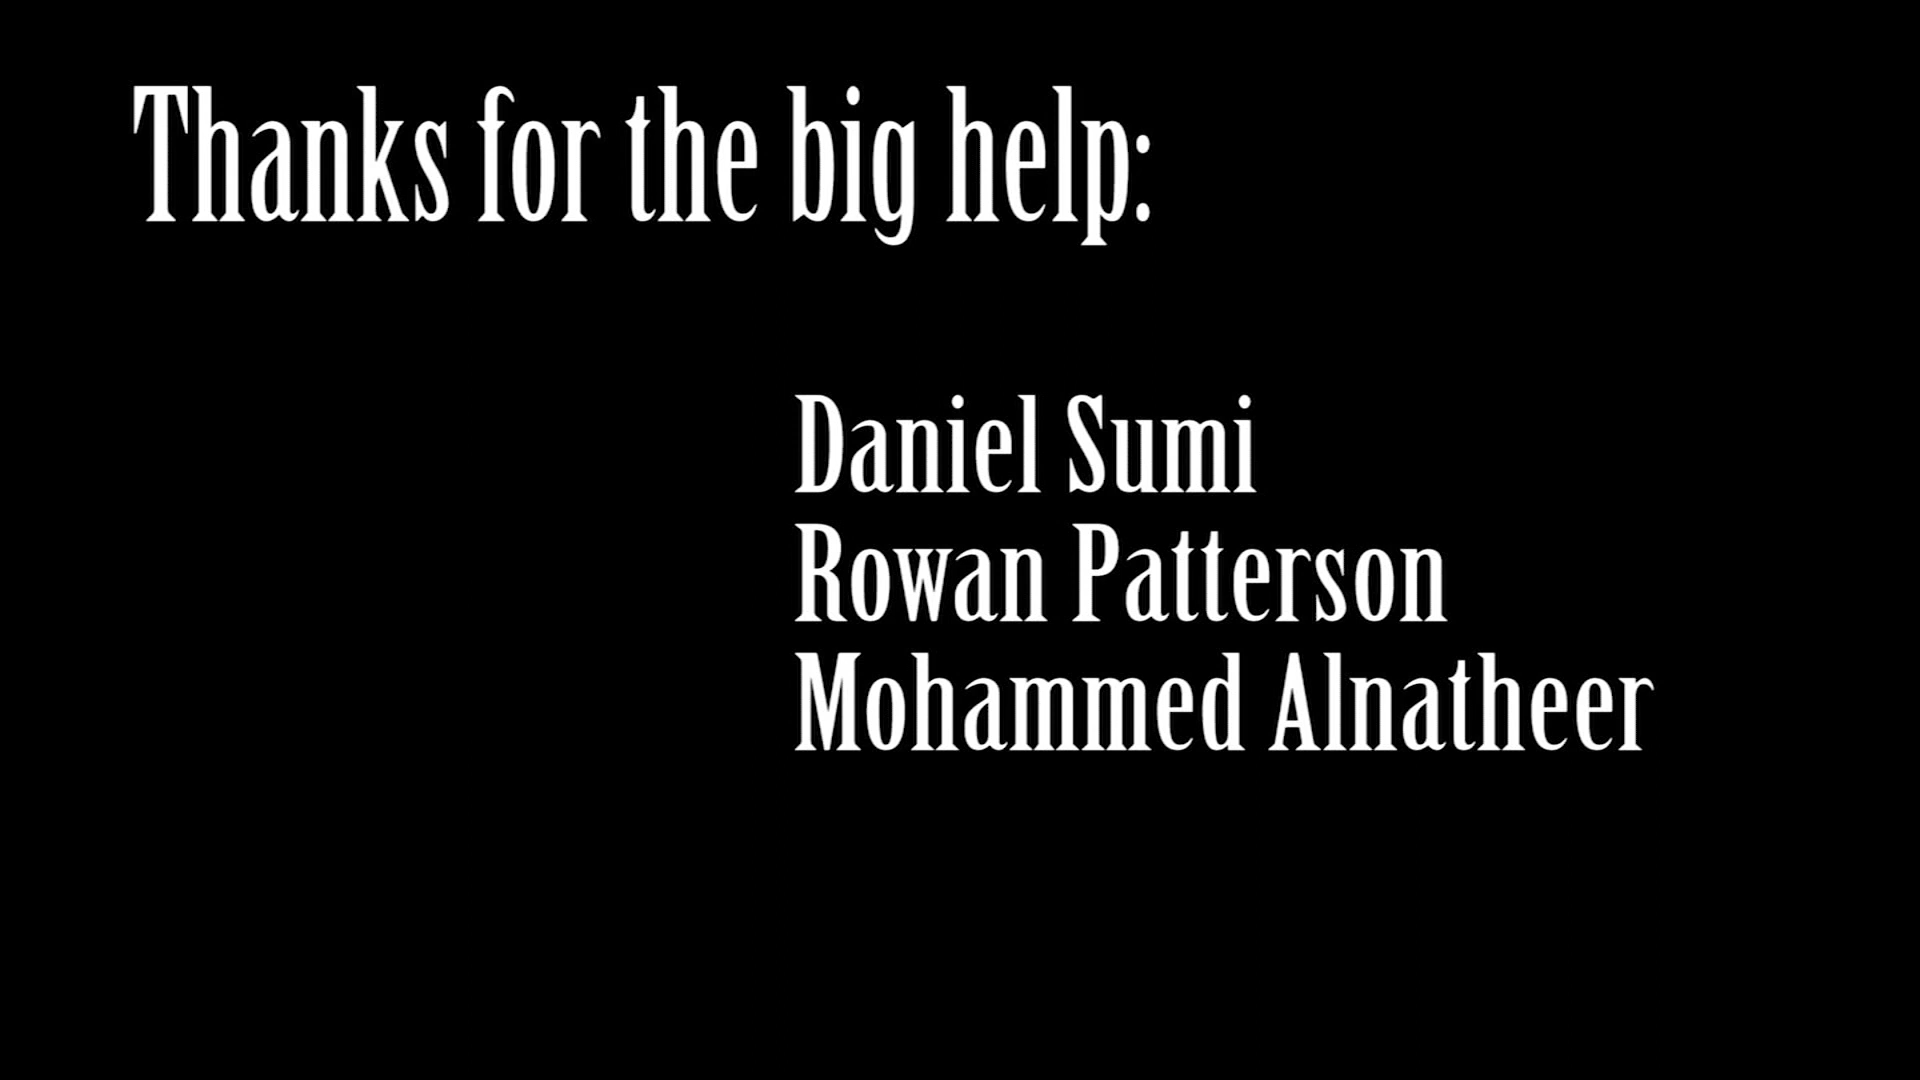 Thanks for the big help:
Daniel Sumi
Rowan Patterson
Mohammed Alnatheer